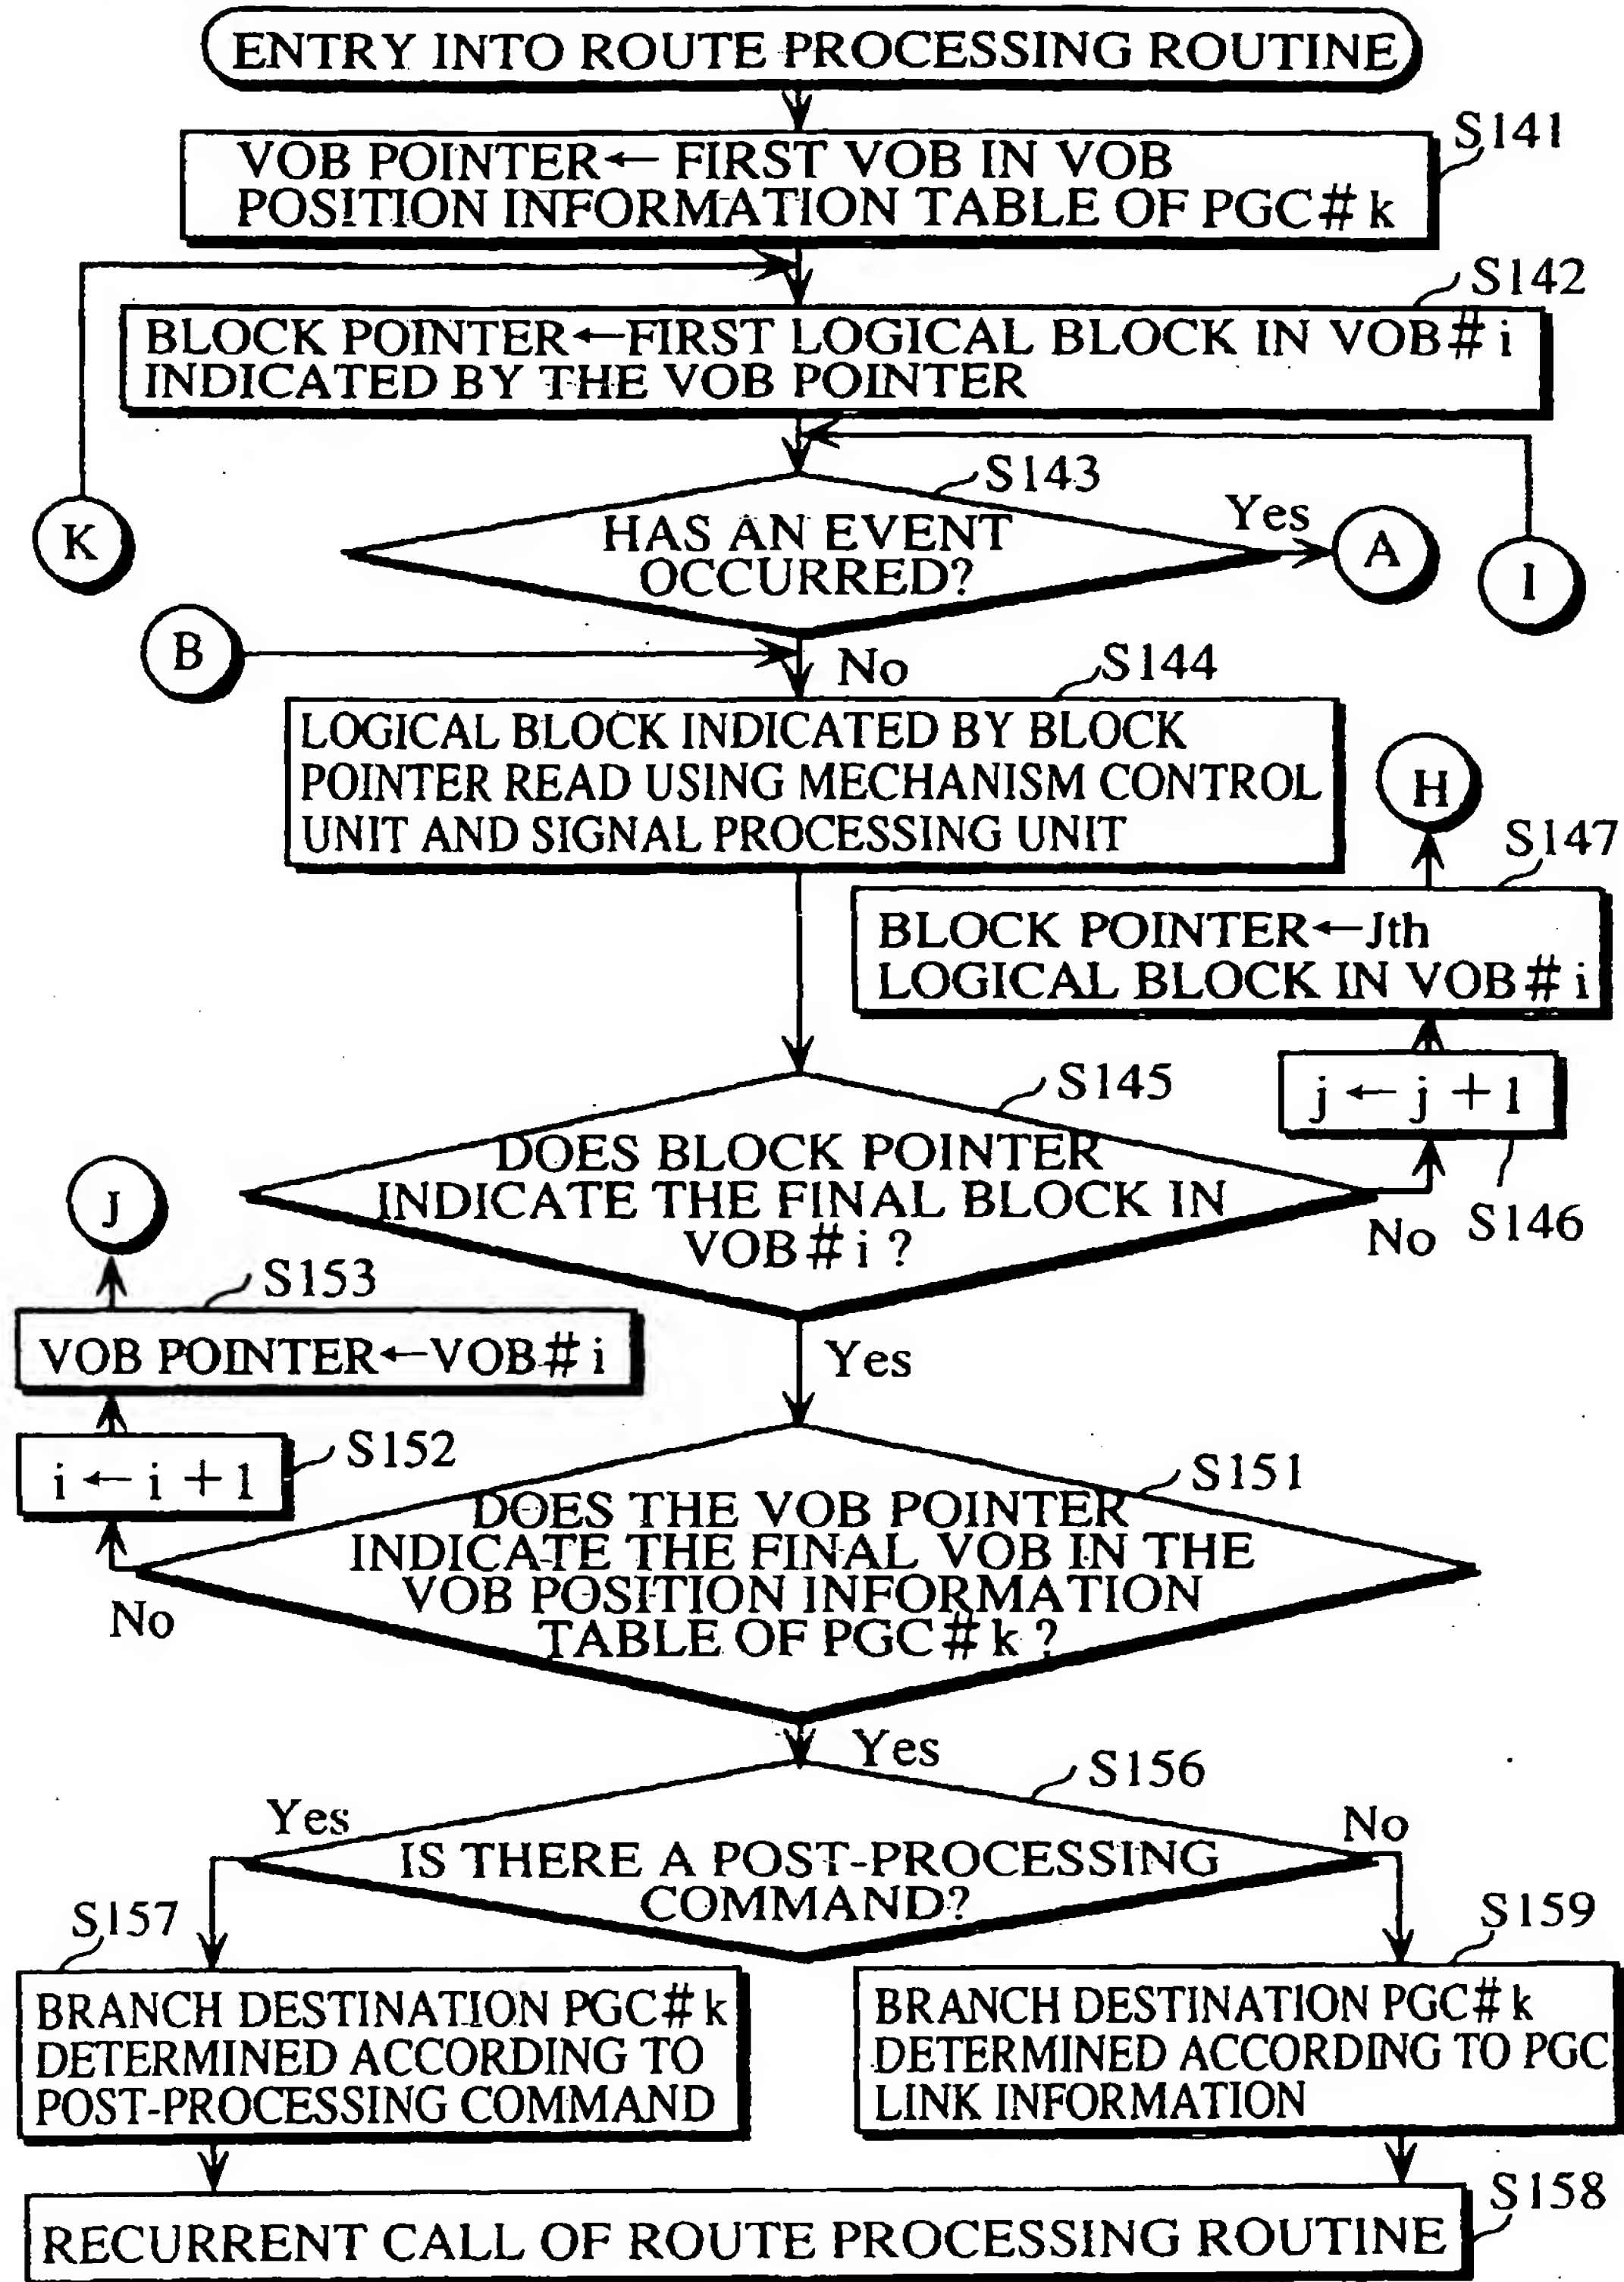 ENTRY INTO ROUTE PROCESSING ROUTINE
S141
VOB POINTER← FIRST VOB IN VOB
POSITION INFORMATION TABLE OF PGC# k
S142
BLOCK POINTER←FIRST LOGICAL BLOCK IN VOB# i
INDICATED BY THE VOB POINTER
S143
HAS AN EVENT
OCCURRED?
Yes
A
K
I
B
No
S144
LOGICAL BLOCK INDICATED BY BLOCK
POINTER READ USING MECHANISM CONTROL
UNIT AND SIGNAL PROCESSING UNIT
H
S147
BLOCK POINTER←Jth
LOGICAL BLOCK IN VOB# i
j ← j +1
S146
S145
DOES BLOCK POINTER
INDICATE THE FINAL BLOCK IN
VOB# i ?
No
Yes
J
S153
VOB POINTER←VOB# i
S152
i ← i +1
No
S151
DOES THE VOB POINTER
INDICATE THE FINAL VOB IN THE
VOB POSITION INFORMATION
TABLE OF PGC# k ?
Yes
S156
Yes
IS THERE A POST-PROCESSING
COMMAND?
No
S157
BRANCH DESTINATION PGC# k
DETERMINED ACCORDING TO
POST-PROCESSING COMMAND
S159
BRANCH DESTINATION PGC# k
DETERMINED ACCORDING TO PGC
LINK INFORMATION
S158
RECURRENT CALL OF ROUTE PROCESSING ROUTINE